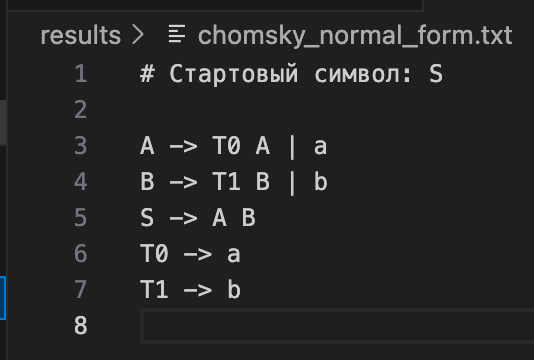 results > chomsky_normal_form.txt
1 # Стартовый символ: S
2
3 A -> T0 A | a
4 B -> T1 B | b
5 S -> A B
6 T0 -> a
7 T1 -> b
8